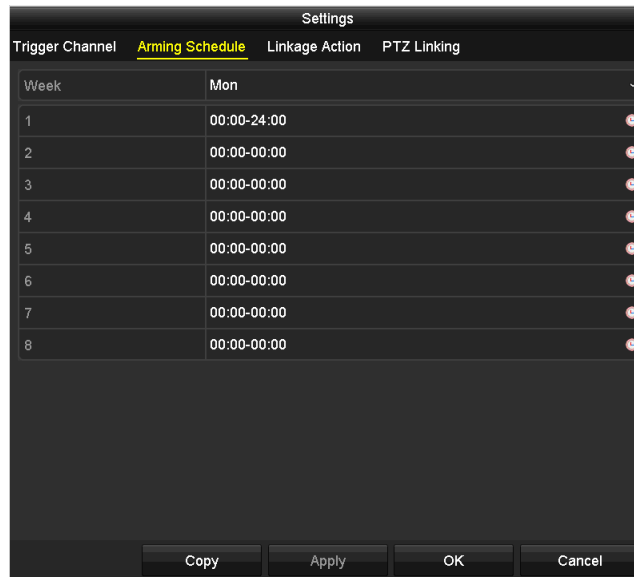 Settings
Trigger Channel Arming Schedule Linkage Action PTZ Linking
Week Mon
1 00:00-24:00
2 00:00-00:00
3 00:00-00:00
4 00:00-00:00
5 00:00-00:00
6 00:00-00:00
7 00:00-00:00
8 00:00-00:00
Copy Apply OK Cancel